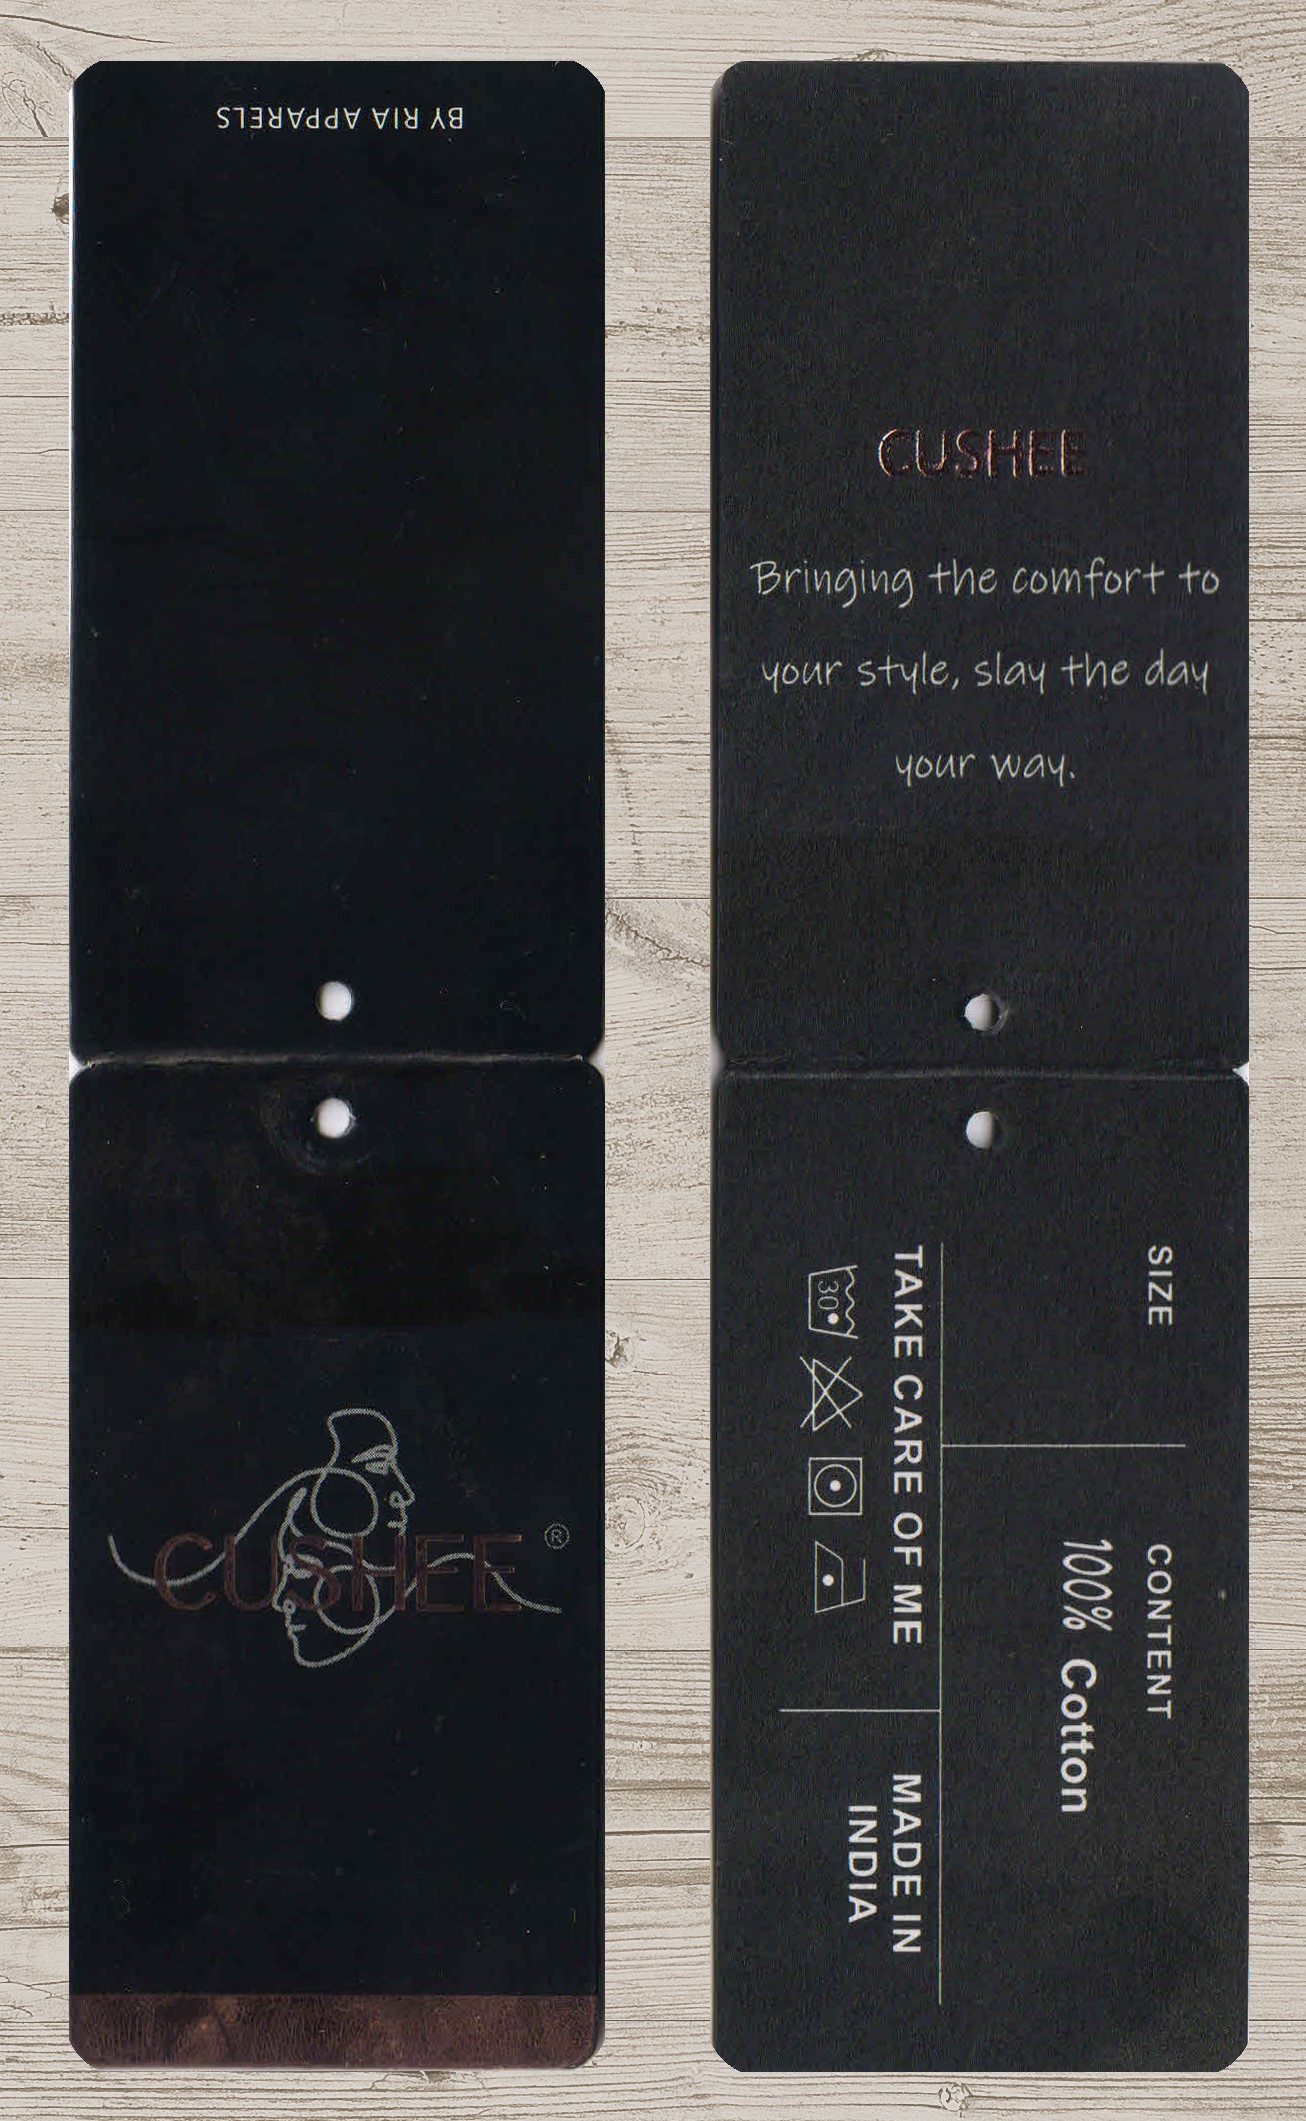 BY RIA APPARELS
CUSHEE ®
CUSHEE
Bringing the comfort to
your style, slay the day
your way.
SIZE
CONTENT
100% Cotton
TAKE CARE OF ME
30°
MADE IN
INDIA